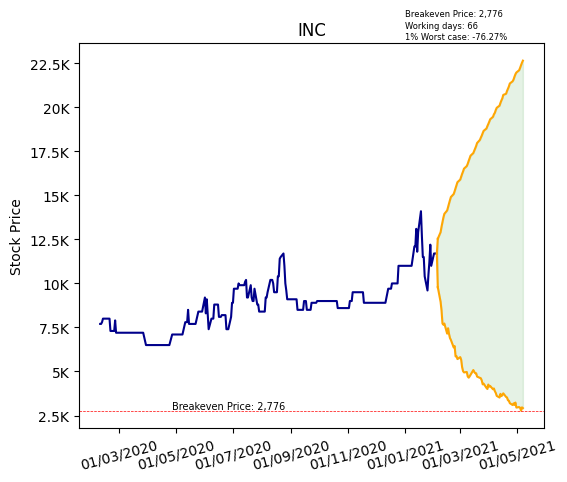 Breakeven Price: 2,776
Working days: 66
1% Worst case: -76.27%
INC
Stock Price
22.5K
20K
17.5K
15K
12.5K
10K
7.5K
5K
2.5K
Breakeven Price: 2,776
01/03/2020
01/05/2020
01/07/2020
01/09/2020
01/11/2020
01/01/2021
01/03/2021
01/05/2021